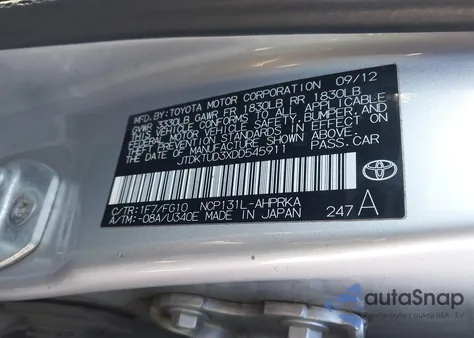 MFD. BY: TOYOTA MOTOR CORPORATION 09/12
GVWR 3330LB GAWR FR 1830LB RR 1830LB
THIS VEHICLE CONFORMS TO ALL APPLICABLE
FEDERAL MOTOR VEHICLE SAFETY, BUMPER, AND
THEFT PREVENTION STANDARDS IN EFFECT ON
THE DATE OF MANUFACTURE SHOWN ABOVE.
JTDKTUD3XDD545911 PASS.CAR
C/TR:1F7/FG10 NCP131L-AHPRKA
A/TM:-08A/U340E MADE IN JAPAN 247 A
autoSnap